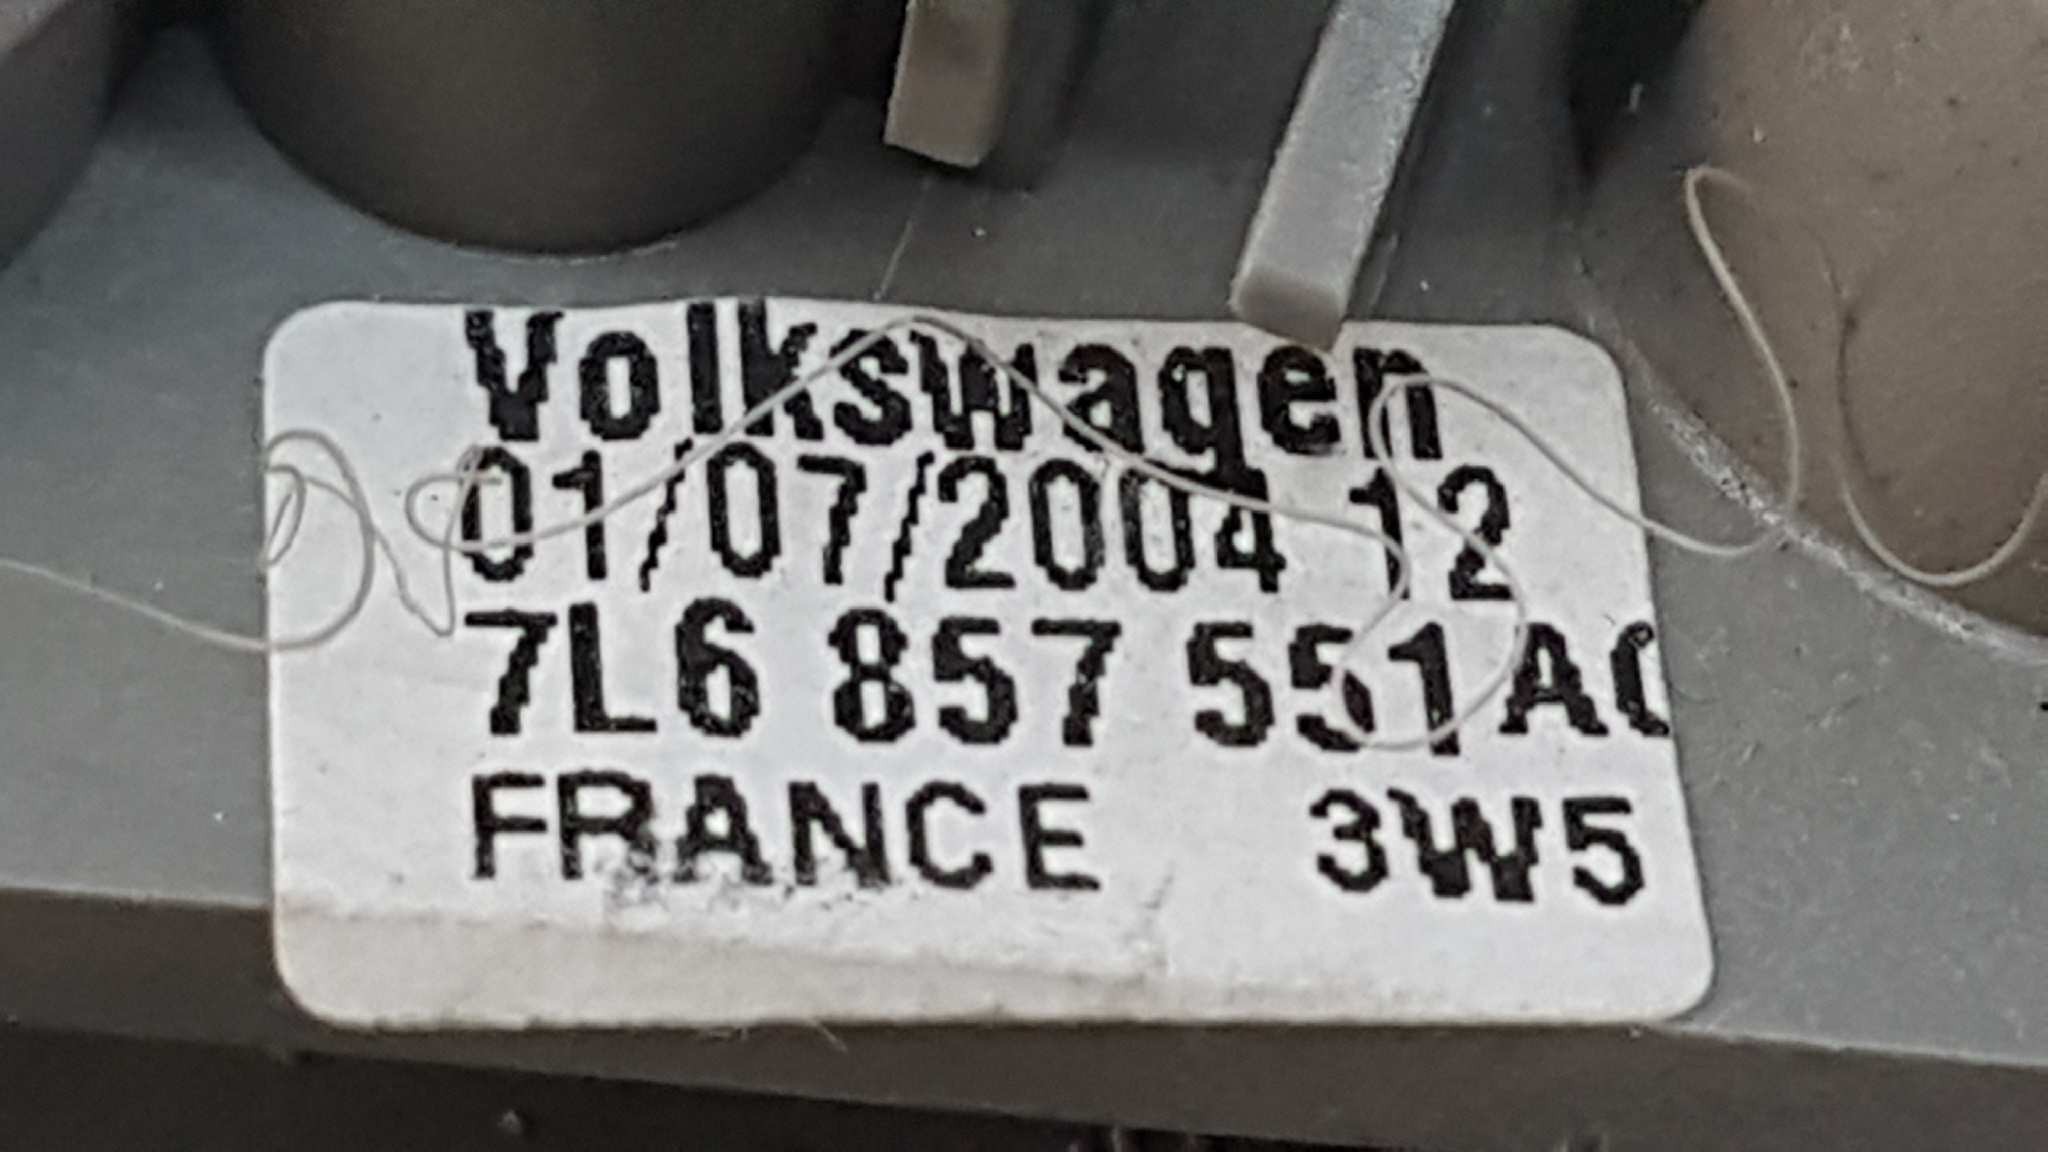 Volkswagen
01/07/2004 12
7L6 857 551
FRANCE 3W5